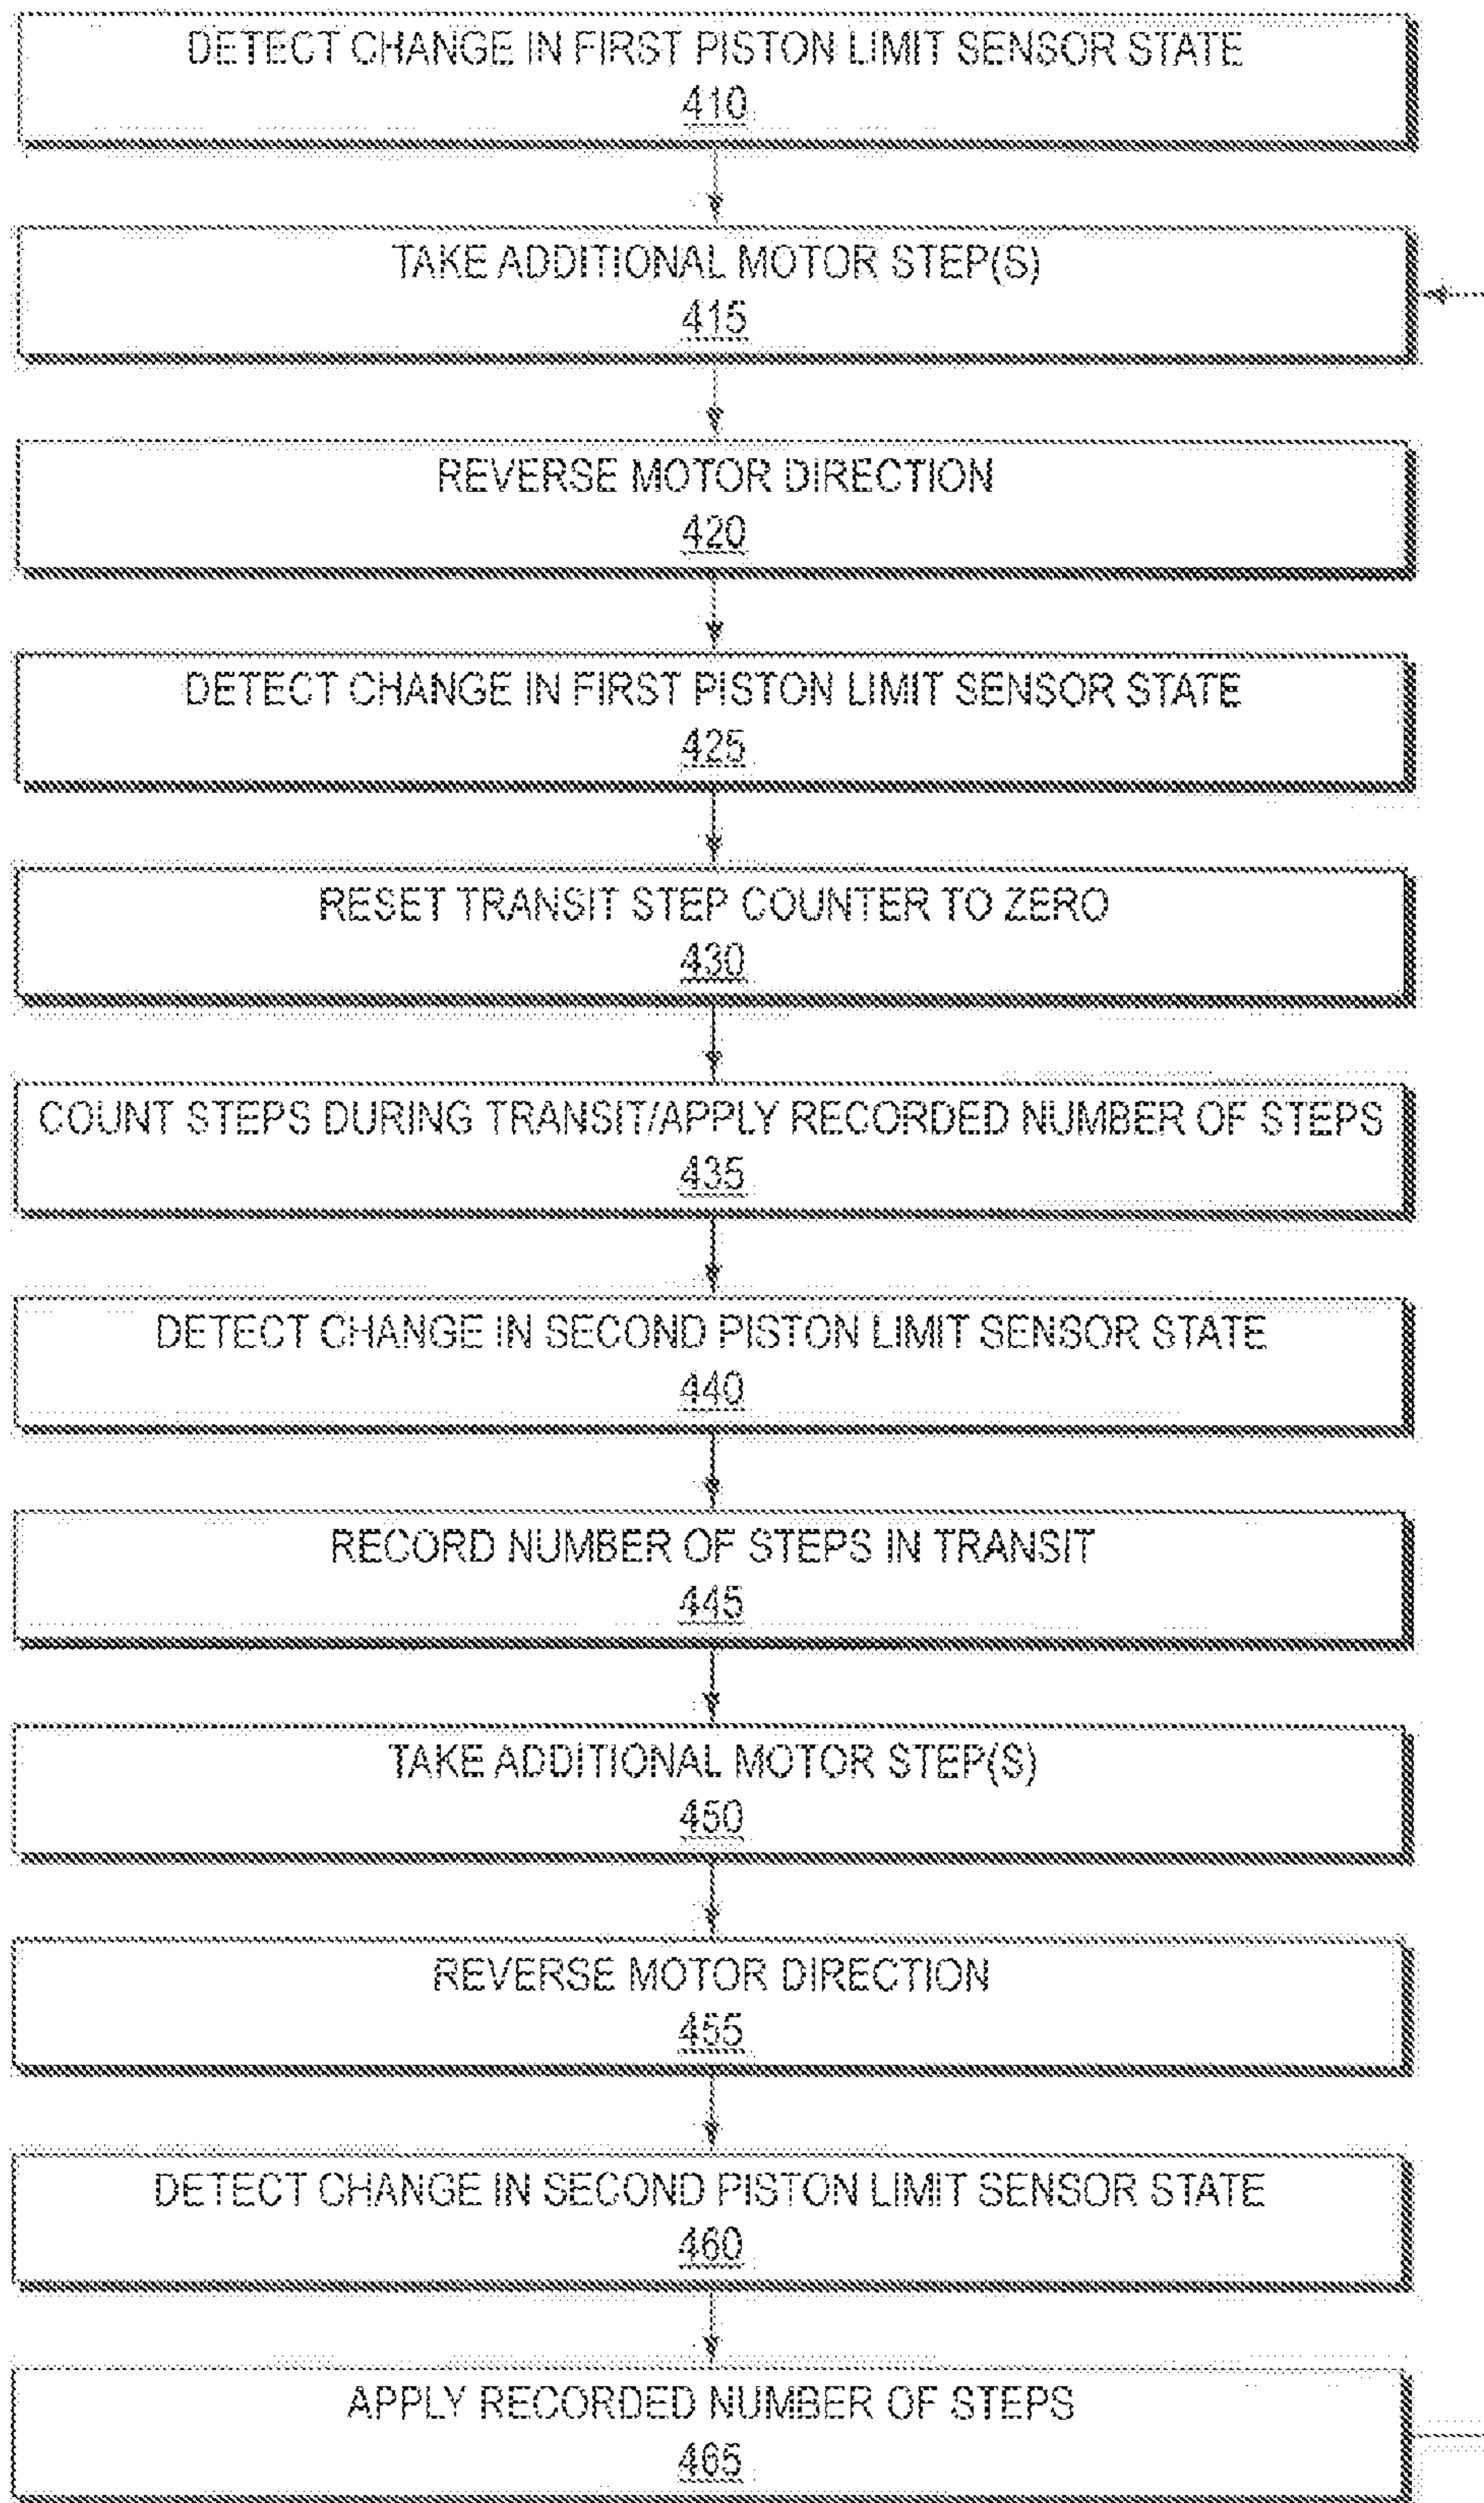 DETECT CHANGE IN FIRST PISTON LIMIT SENSOR STATE
410
TAKE ADDITIONAL MOTOR STEP(S)
415
REVERSE MOTOR DIRECTION
420
DETECT CHANGE IN FIRST PISTON LIMIT SENSOR STATE
425
RESET TRANSIT STEP COUNTER TO ZERO
430
COUNT STEPS DURING TRANSIT/APPLY RECORDED NUMBER OF STEPS
435
DETECT CHANGE IN SECOND PISTON LIMIT SENSOR STATE
440
RECORD NUMBER OF STEPS IN TRANSIT
445
TAKE ADDITIONAL MOTOR STEP(S)
450
REVERSE MOTOR DIRECTION
455
DETECT CHANGE IN SECOND PISTON LIMIT SENSOR STATE
460
APPLY RECORDED NUMBER OF STEPS
465